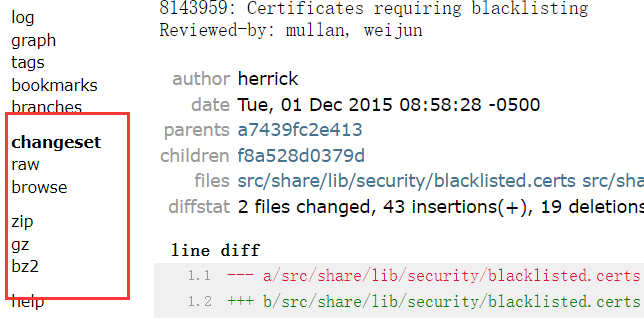 log
graph
tags
bookmarks
branches
changeset
raw
browse
zip
gz
bz2
help
8143959: Certificates requiring blacklisting
Reviewed-by: mullan, weijun
author herrick
date Tue, 01 Dec 2015 08:58:28 -0500
parents a7439fc2e413
children f8a528d0379d
files src/share/lib/security/blacklisted.certs src/sha
diffstat 2 files changed, 43 insertions(+), 19 deletions
line diff
1.1 --- a/src/share/lib/security/blacklisted.certs
1.2 +++ b/src/share/lib/security/blacklisted.certs